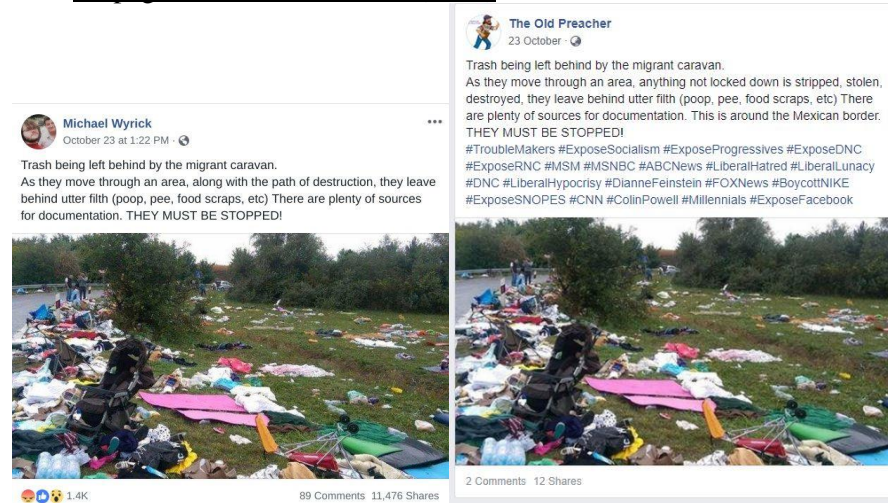 Michael Wyrick
October 23 at 1:22 PM ·
Trash being left behind by the migrant caravan.
As they move through an area, along with the path of destruction, they leave
behind utter filth (poop, pee, food scraps, etc) There are plenty of sources
for documentation. THEY MUST BE STOPPED!
1.4K
89 Comments 11,476 Shares
The Old Preacher
23 October ·
Trash being left behind by the migrant caravan.
As they move through an area, anything not locked down is stripped, stolen,
destroyed, they leave behind utter filth (poop, pee, food scraps, etc) There
are plenty of sources for documentation. This is around the Mexican border.
THEY MUST BE STOPPED!
#TroubleMakers #ExposeSocialism #ExposeProgressives #ExposeDNC
#ExposeRNC #MSM #MSNBC #ABCNews #LiberalHatred #LiberalLunacy
#DNC #LiberalHypocrisy #DianneFeinstein #FOXNews #BoycottNIKE
#ExposeSNOPES #CNN #ColinPowell #Millennials #ExposeFacebook
2 Comments 12 Shares